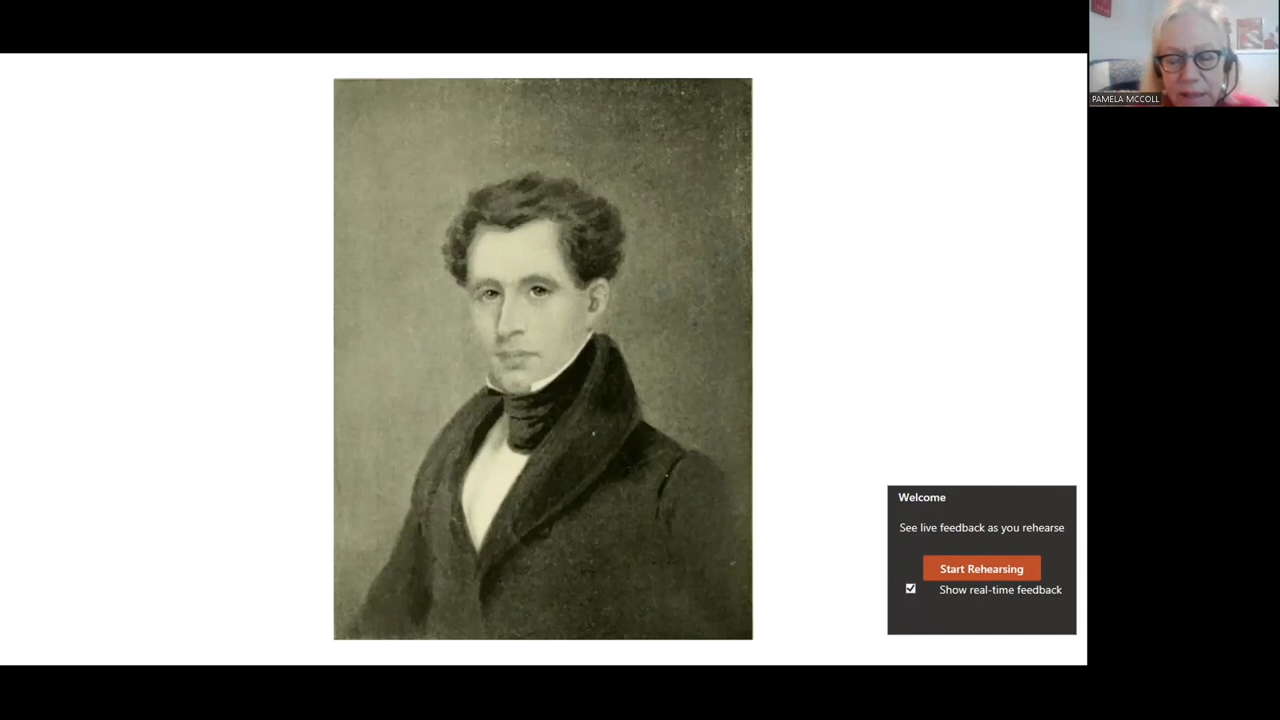 PAMELA MCCOLL
Welcome
See live feedback as you rehearse
Start Rehearsing
Show real-time feedback